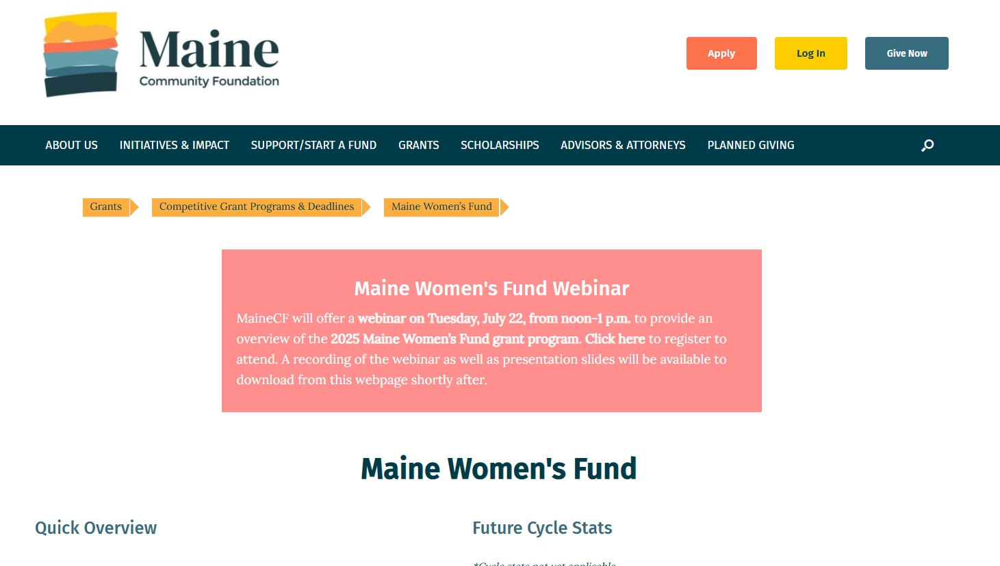 Maine
Community Foundation
Apply
Log In
Give Now
ABOUT US
INITIATIVES & IMPACT
SUPPORT/START A FUND
GRANTS
SCHOLARSHIPS
ADVISORS & ATTORNEYS
PLANNED GIVING
Grants
Competitive Grant Programs & Deadlines
Maine Women’s Fund
Maine Women's Fund Webinar
MaineCF will offer a webinar on Tuesday, July 22, from noon–1 p.m. to provide an
overview of the 2025 Maine Women’s Fund grant program. Click here to register to
attend. A recording of the webinar as well as presentation slides will be available to
download from this webpage shortly after.
Maine Women's Fund
Quick Overview
Future Cycle Stats
*Cycle stats not yet applicable